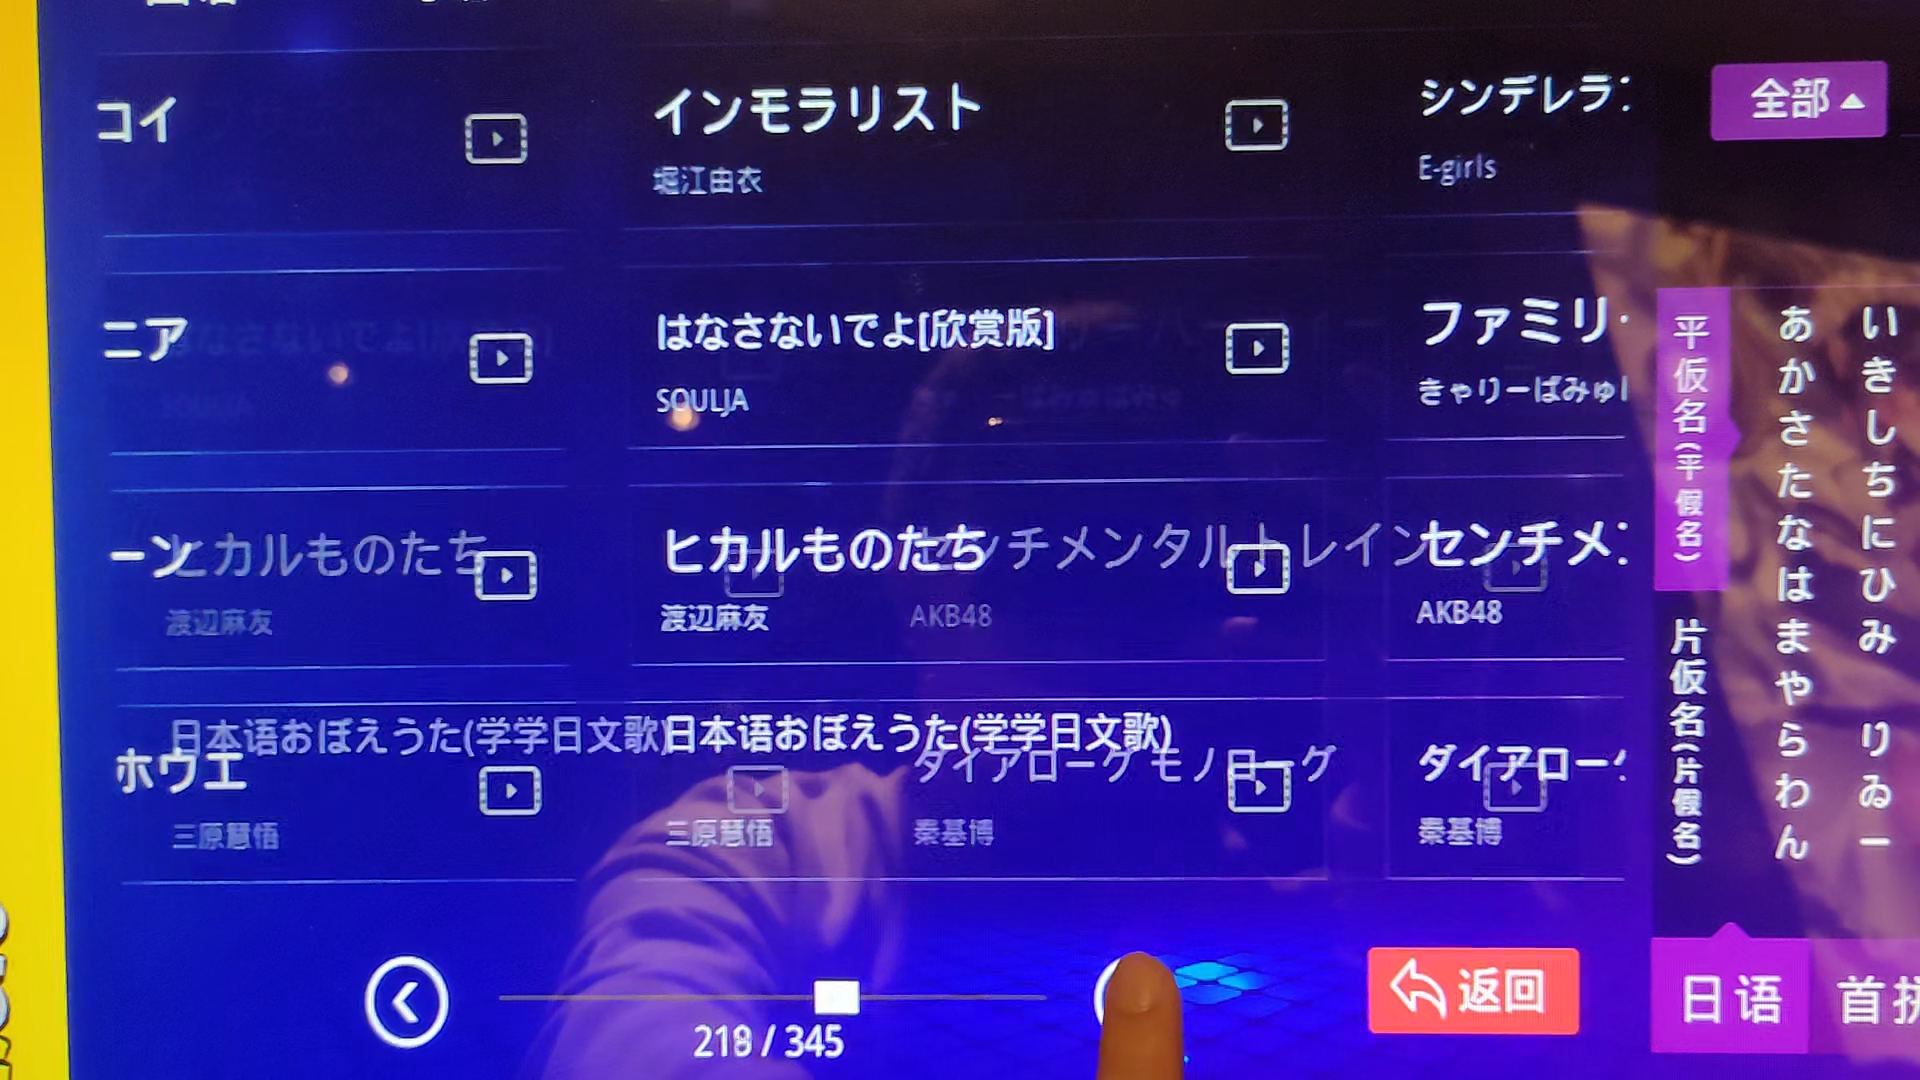 コイ
インモラリスト
堀江由衣
シンデレラ
E-girls
全部
ニア
はなさないでよ[欣赏版]
SOULJA
ファミリ
きゃりーぱみゅ
ーン
ヒカルものたち
渡辺麻友
ヒカルものたち
渡辺麻友
センチメンタルトレイン
AKB48
センチメ
AKB48
ホウエ
日本语おぼえうた(学学日文歌)
三原慧悟
日本语おぼえうた(学学日文歌)
三原慧悟
ダイアローグ モノローグ
秦基博
ダイアロー
秦基博
平仮名(平假名)
片仮名(片假名)
あかさたなはまやらわん
いきしちにひみ りゐー
345
返回
日语
首拼